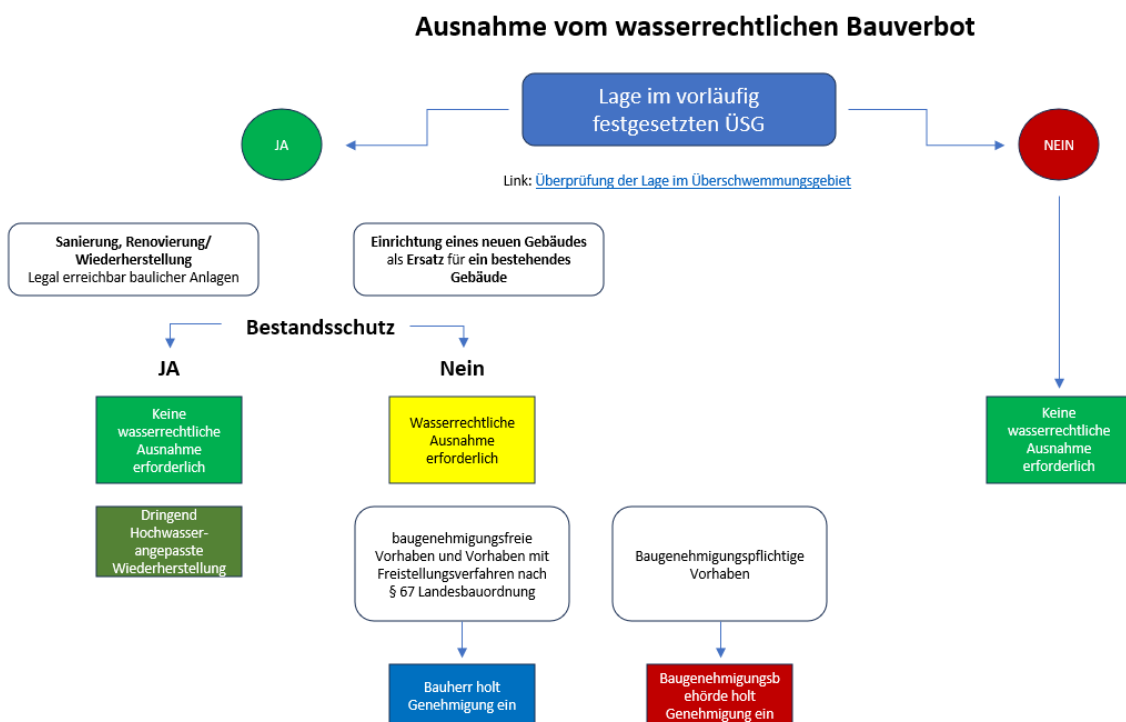 Ausnahme vom wasserrechtlichen Bauverbot
Lage im vorläufig
festgesetzten ÜSG
JA
NEIN
Link: Überprüfung der Lage im Überschwemmungsgebiet
Sanierung, Renovierung/
Wiederherstellung
Legal erreichbar baulicher Anlagen
Einrichtung eines neuen Gebäudes
als Ersatz für ein bestehendes
Gebäude
Bestandsschutz
JA
Nein
Keine
wasserrechtliche
Ausnahme
erforderlich
Wasserrechtliche
Ausnahme
erforderlich
Keine
wasserrechtliche
Ausnahme
erforderlich
Dringend
Hochwasser-
angepasste
Wiederherstellung
baugenehmigungsfreie
Vorhaben und Vorhaben mit
Freistellungsverfahren nach
§ 67 Landesbauordnung
Baugenehmigungspflichtige
Vorhaben
Bauherr holt
Genehmigung ein
Baugenehmigungsb
ehörde holt
Genehmigung ein